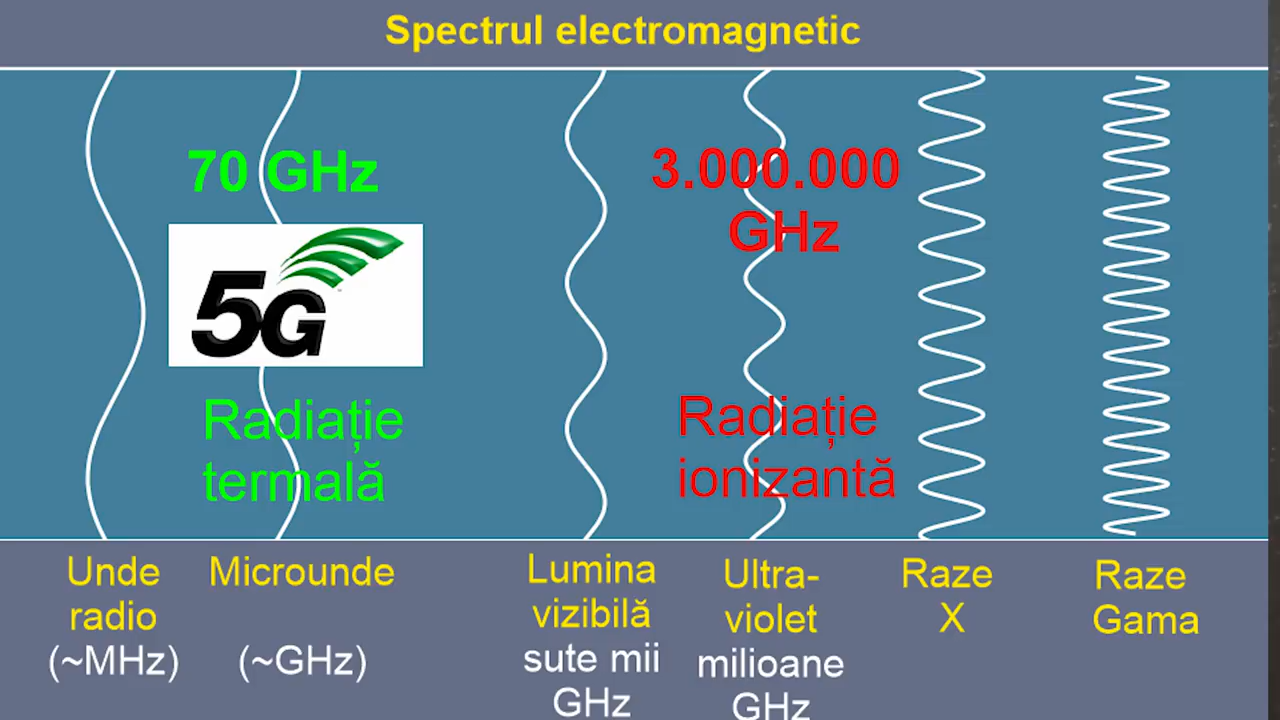 Spectrul electromagnetic
70 GHz
3.000.000
GHz
5G
Radiație
termală
Radiație
ionizantă
Unde
radio
(~MHz)
Microunde
(~GHz)
Lumina
vizibilă
sute mii
GHz
Ultra-
violet
milioane
GHz
Raze
X
Raze
Gama